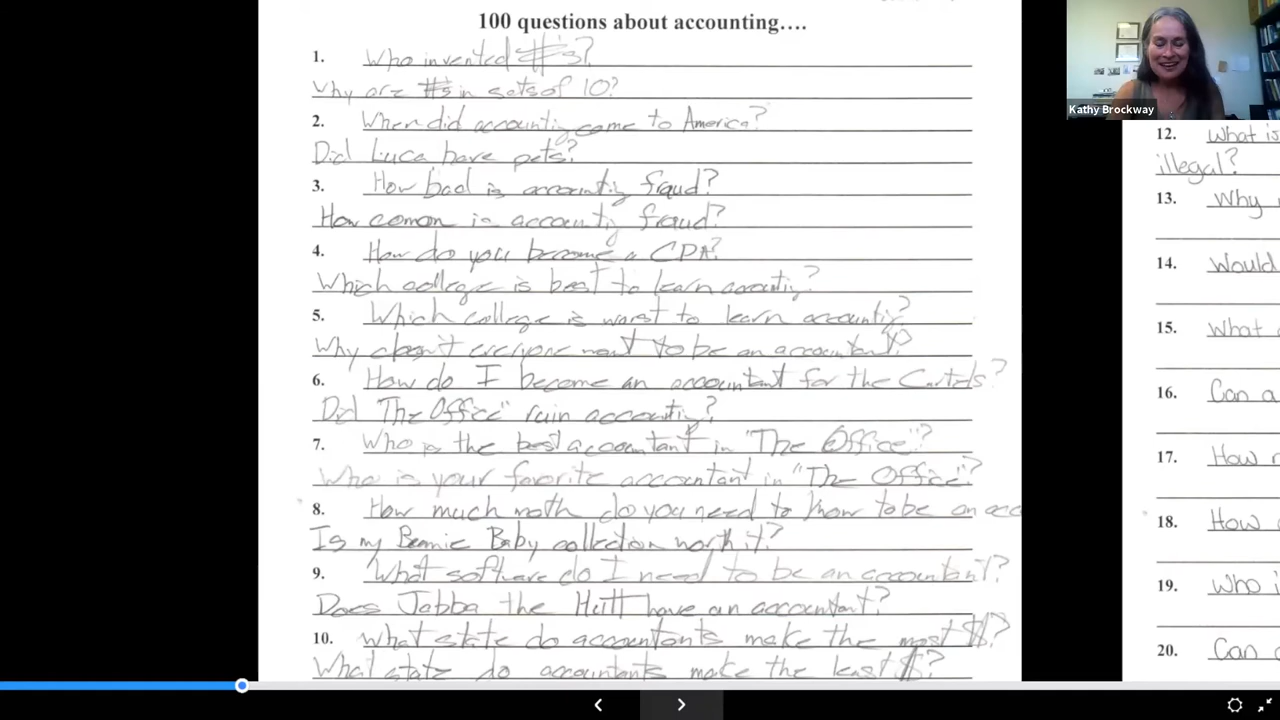 100 questions about accounting....
1. Who invented #'s?
Why are #s in sets of 10?
2. When did accounting come to America?
Did Luca have pets?
3. How bad is accounting fraud?
How comon is accounting fraud?
4. How do you become a CPA?
Which college is best to learn accounting?
5. Which college is worst to learn accounting?
Why doesn't everyone want to be an accountant?
6. How do I become an accountant for the Cartels?
Did "The Office" ruin accounting?
7. Who is the best accountant in "The Office"?
Who is your favorite accountant in "The Office"?
8. How much math do you need to know to be an acc
Is my Beanie Baby collection worth it?
9. What software do I need to be an accountant?
Does Jabba the Hutt have an accountant?
10. What state do accountants make the most $?
What state do accountants make the least $?
Kathy Brockway
12. What is
illegal?
13. Why
14. Would
15. What
16. Can a
17. How
18. How
19. Who i
20. Can